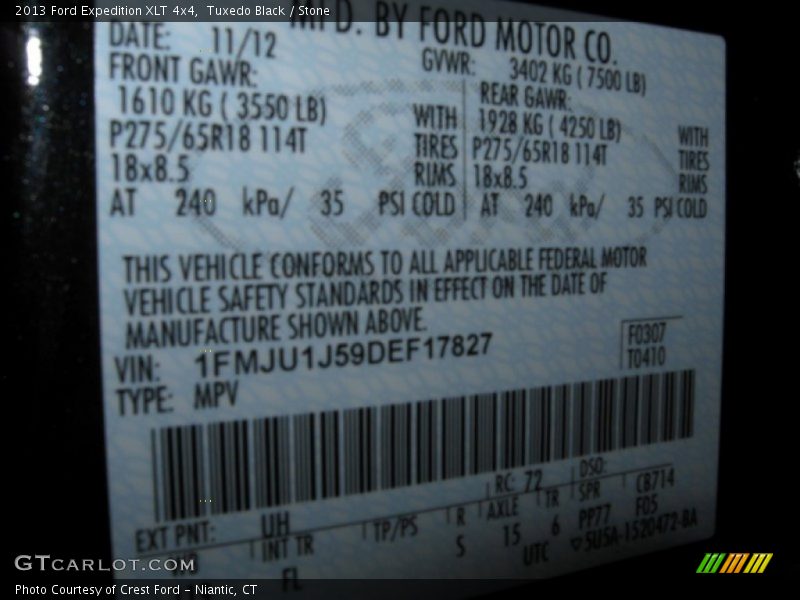 2013 Ford Expedition XLT 4x4, Tuxedo Black / Stone
MFD. BY FORD MOTOR CO.
DATE: 11/12 GVWR: 3402 KG ( 7500 LB)
FRONT GAWR: REAR GAWR:
1610 KG ( 3550 LB) WITH 1928 KG ( 4250 LB) WITH
P275/65R18 114T TIRES P275/65R18 114T TIRES
18x8.5 RIMS 18x8.5 RIMS
AT 240 kPa/ 35 PSI COLD AT 240 kPa/ 35 PSI COLD
THIS VEHICLE CONFORMS TO ALL APPLICABLE FEDERAL MOTOR
VEHICLE SAFETY STANDARDS IN EFFECT ON THE DATE OF
MANUFACTURE SHOWN ABOVE.
VIN: 1FMJU1J59DEF17827 F0307
TYPE: MPV T0410
EXT PNT: UH RC: 72 DSO:
INT TR TP/PS R AXLE TR SPR CB714
FL S 15 6 PP77 FD5
UTC ▽5U5A-1520472-BA
GTCARLOT.COM
Photo Courtesy of Crest Ford - Niantic, CT